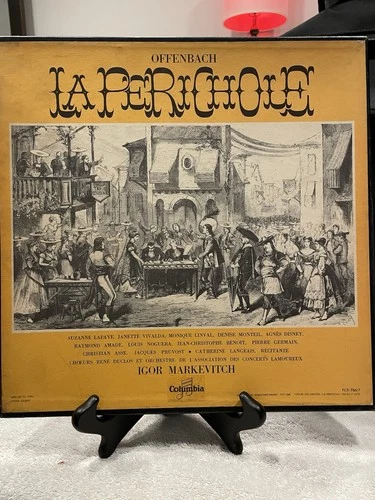 OFFENBACH
LA PERICHOLE
SUZANNE LAFAYE, JANETTE VIVALDA, MONIQUE LINVAL, DENISE MONTEIL, AGNÈS DISNEY,
RAYMOND AMADE, LOUIS NOGUERA, JEAN-CHRISTOPHE BENOIT, PIERRE GERMAIN,
CHRISTIAN ASSE, JACQUES PREVOST • CATHERINE LANGEAIS, RÉCITANTE
CHŒURS RENÉ DUCLOS ET ORCHESTRE DE L'ASSOCIATION DES CONCERTS LAMOUREUX
IGOR MARKEVITCH
Columbia